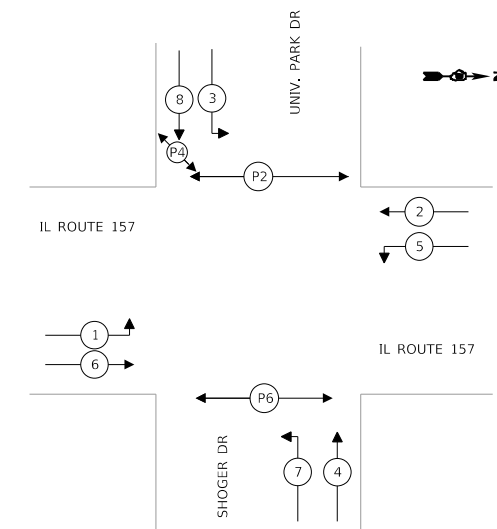 UNIV. PARK DR
8
3
P4
P2
2
5
IL ROUTE 157
1
6
IL ROUTE 157
P6
SHOGER DR
7
4